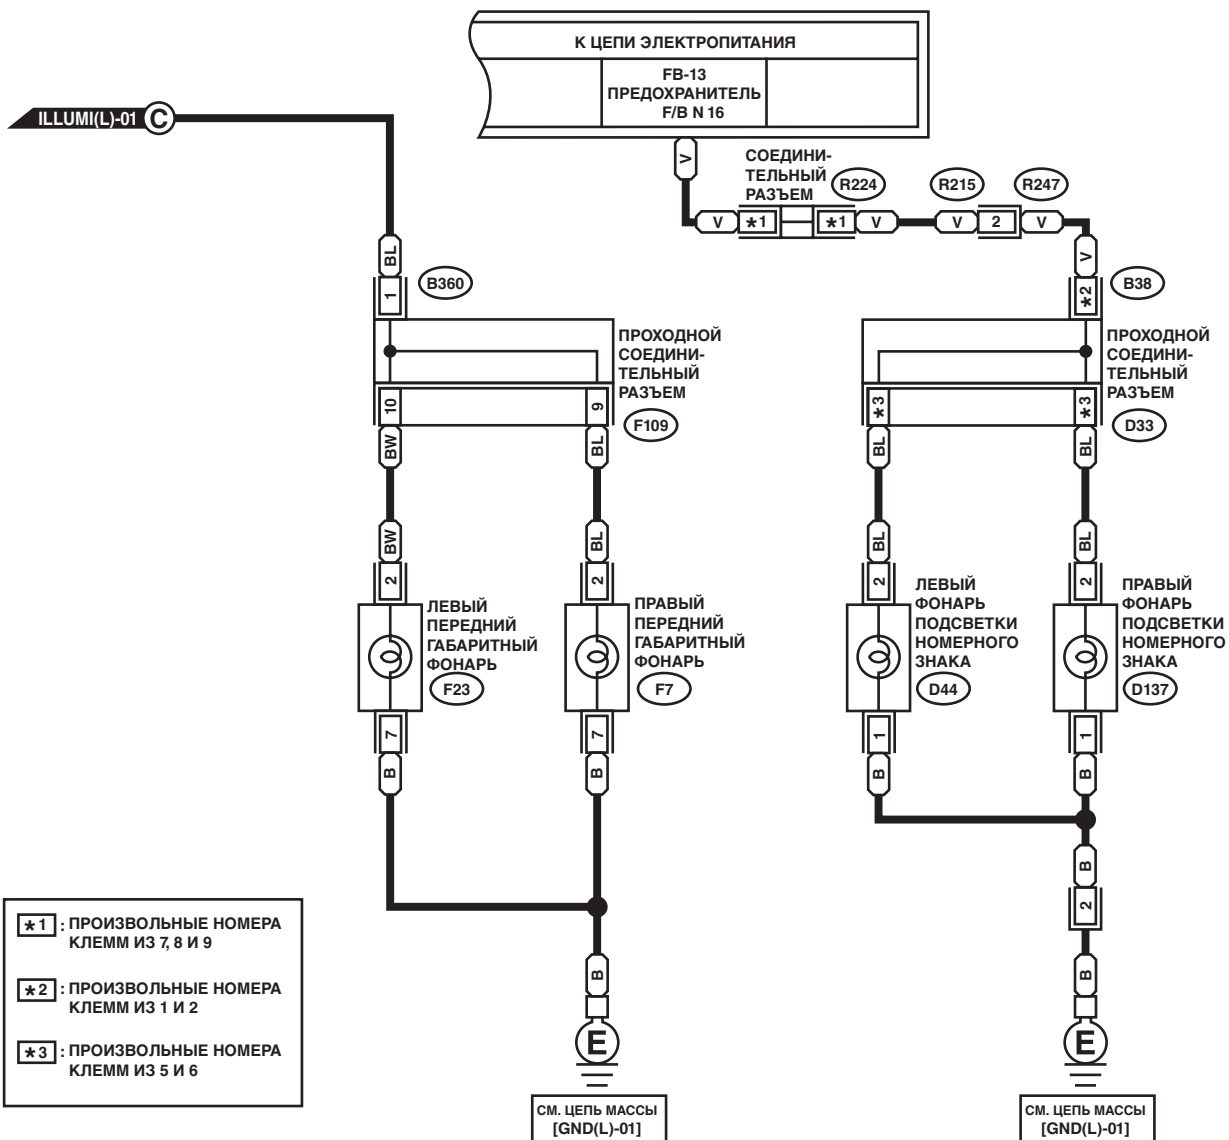 К ЦЕПИ ЭЛЕКТРОПИТАНИЯ
FB-13
ПРЕДОХРАНИТЕЛЬ
F/B N 16
ILLUMI(L)-01 C
V
СОЕДИНИ-
ТЕЛЬНЫЙ
РАЗЪЕМ
R224
R215
R247
V *1 *1 V V 2 V
BL
V
1
B360
*2
B38
ПРОХОДНОЙ
СОЕДИНИ-
ТЕЛЬНЫЙ
РАЗЪЕМ
ПРОХОДНОЙ
СОЕДИНИ-
ТЕЛЬНЫЙ
РАЗЪЕМ
10
9
F109
*3
*3
D33
BW
BL
BL
BL
BW
BL
BL
BL
2
2
2
2
ЛЕВЫЙ
ПЕРЕДНИЙ
ГАБАРИТНЫЙ
ФОНАРЬ
F23
ПРАВЫЙ
ПЕРЕДНИЙ
ГАБАРИТНЫЙ
ФОНАРЬ
F7
ЛЕВЫЙ
ФОНАРЬ
ПОДСВЕТКИ
НОМЕРНОГО
ЗНАКА
D44
ПРАВЫЙ
ФОНАРЬ
ПОДСВЕТКИ
НОМЕРНОГО
ЗНАКА
D137
7
7
1
1
B
B
B
B
B
2
B
B
E
E
СМ. ЦЕПЬ МАССЫ
[GND(L)-01]
СМ. ЦЕПЬ МАССЫ
[GND(L)-01]
*1 : ПРОИЗВОЛЬНЫЕ НОМЕРА
КЛЕММ ИЗ 7, 8 И 9
*2 : ПРОИЗВОЛЬНЫЕ НОМЕРА
КЛЕММ ИЗ 1 И 2
*3 : ПРОИЗВОЛЬНЫЕ НОМЕРА
КЛЕММ ИЗ 5 И 6